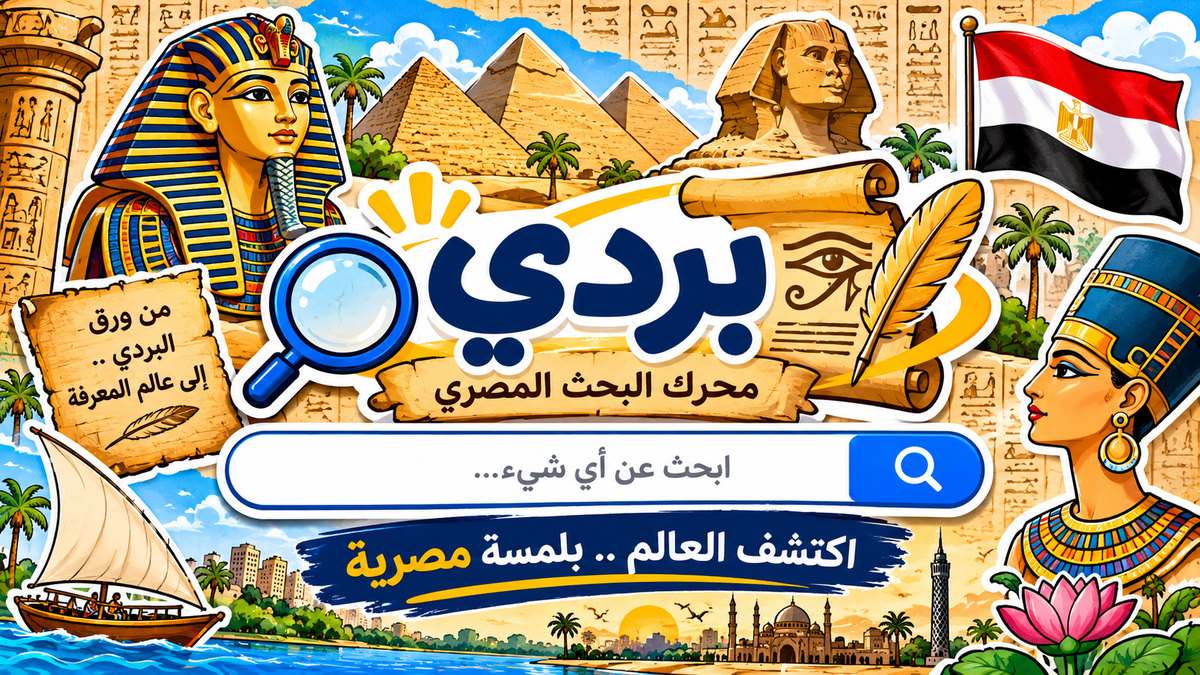 بردي
محرك البحث المصري
من ورق
البردي ..
إلى عالم المعرفة
ابحث عن أي شيء...
اكتشف العالم .. بلمسة مصرية